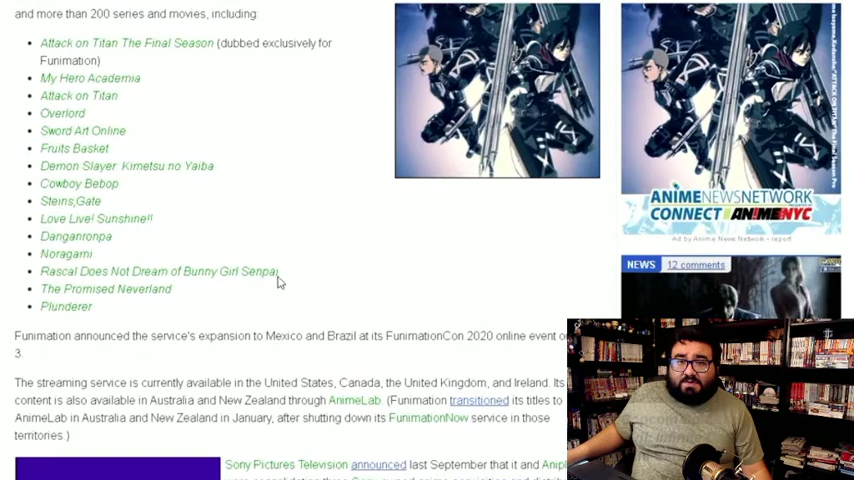 and more than 200 series and movies, including:
Attack on Titan The Final Season (dubbed exclusively for
Funimation)
My Hero Academia
Attack on Titan
Overlord
Sword Art Online
Fruits Basket
Demon Slayer Kimetsu no Yaiba
Cowboy Bebop
Steins,Gate
Love Live! Sunshine!!
Danganronpa
Noragami
Rascal Does Not Dream of Bunny Girl Senpai
The Promised Neverland
Plunderer
Funimation announced the service's expansion to Mexico and Brazil at its FunimationCon 2020 online event
3.
The streaming service is currently available in the United States, Canada, the United Kingdom, and Ireland. Its
content is also available in Australia and New Zealand through AnimeLab. (Funimation transitioned its titles to
AnimeLab in Australia and New Zealand in January, after shutting down its FunimationNow service in those
territories.)
Sony Pictures Television announced last September that it and
ANIMENEWSNETWORK
CONNECT ANIMENYC
Ad by Anime News Network - report
NEWS 12 comments